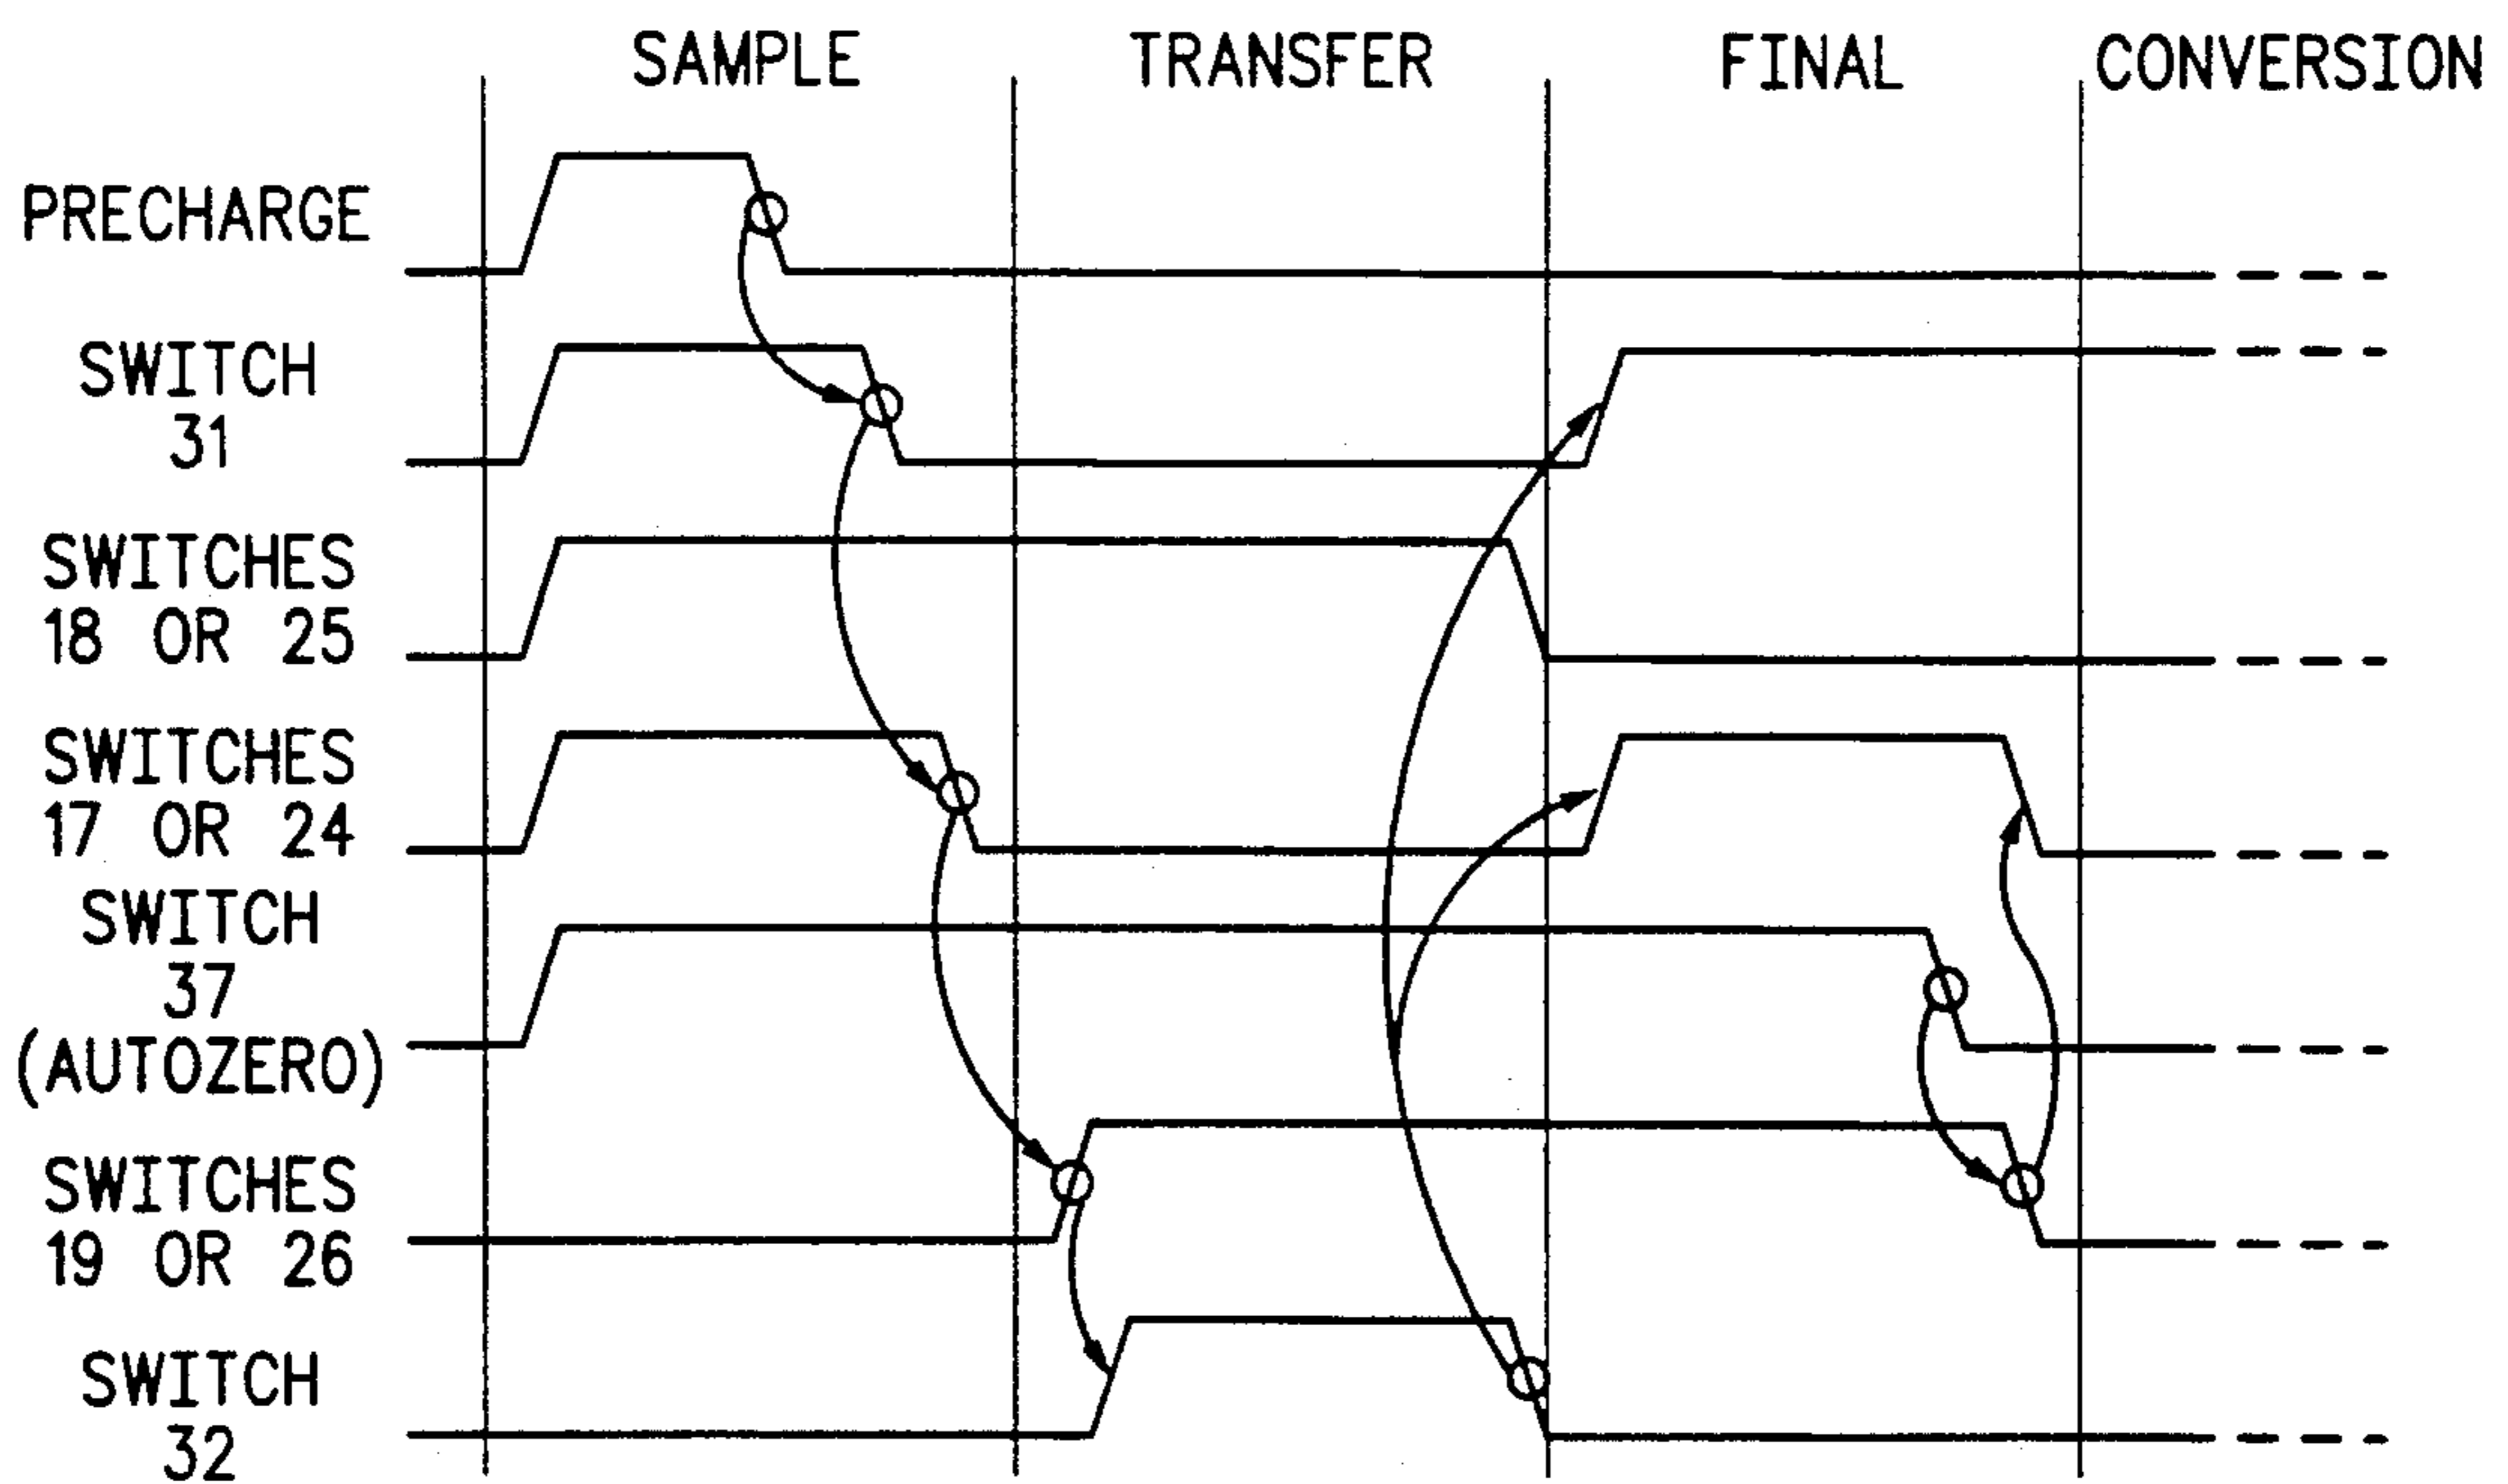 SAMPLE TRANSFER FINAL CONVERSION
PRECHARGE
SWITCH
31
SWITCHES
18 OR 25
SWITCHES
17 OR 24
SWITCH
37
(AUTOZERO)
SWITCHES
19 OR 26
SWITCH
32